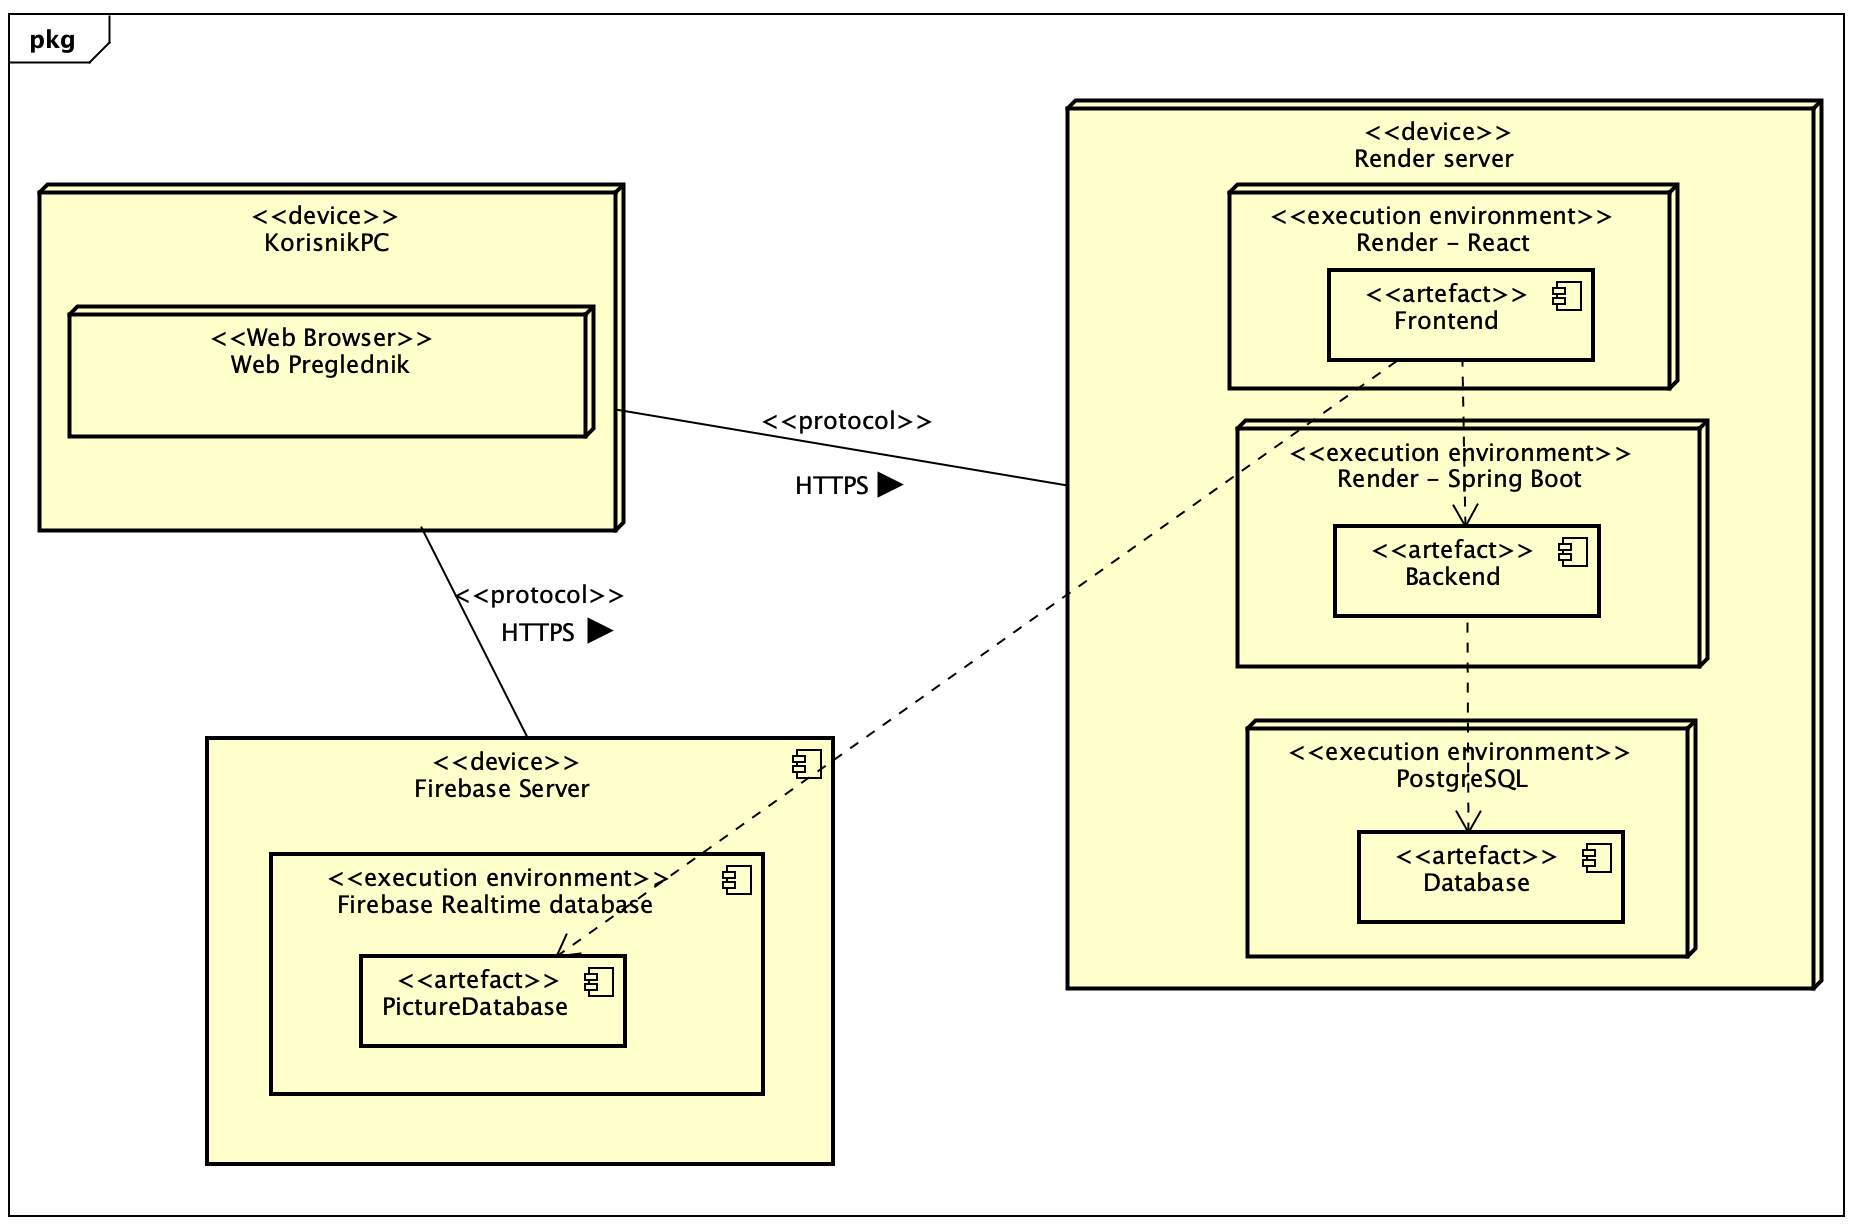 pkg
<<device>>
KorisnikPC
<<Web Browser>>
Web Preglednik
<<protocol>>
HTTPS
<<protocol>>
HTTPS
<<device>>
Firebase Server
<<execution environment>>
Firebase Realtime database
<<artefact>>
PictureDatabase
<<device>>
Render server
<<execution environment>>
Render - React
<<artefact>>
Frontend
<<execution environment>>
Render - Spring Boot
<<artefact>>
Backend
<<execution environment>>
PostgreSQL
<<artefact>>
Database